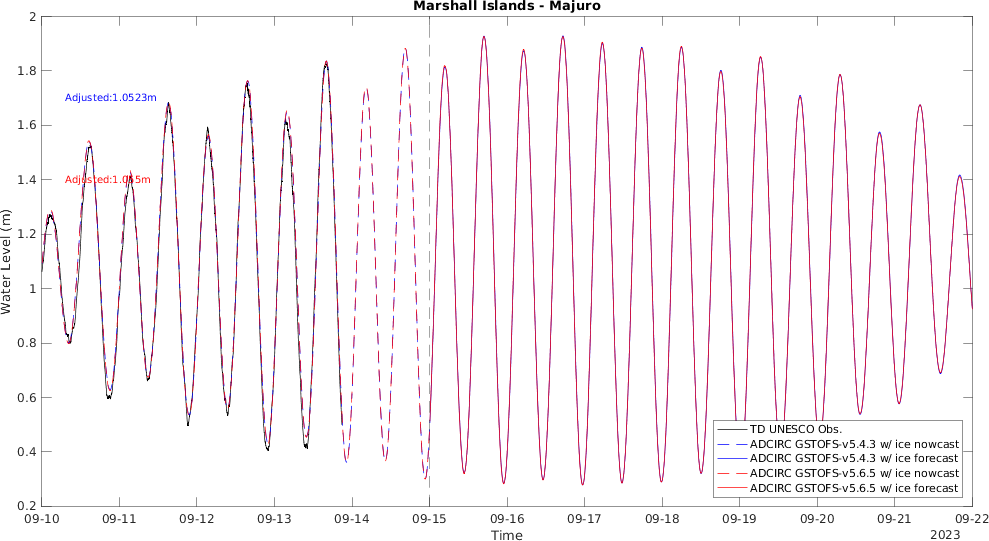 Marshall Islands - Majuro
2
1.8
1.6
1.4
1.2
1
0.8
0.6
0.4
0.2
Water Level (m)
Adjusted:1.0523m
Adjusted:1.055m
TD UNESCO Obs.
ADCIRC GSTOFS-v5.4.3 w/ ice nowcast
ADCIRC GSTOFS-v5.4.3 w/ ice forecast
ADCIRC GSTOFS-v5.6.5 w/ ice nowcast
ADCIRC GSTOFS-v5.6.5 w/ ice forecast
09-10 09-11 09-12 09-13 09-14 09-15 09-16 09-17 09-18 09-19 09-20 09-21 09-22
Time
2023